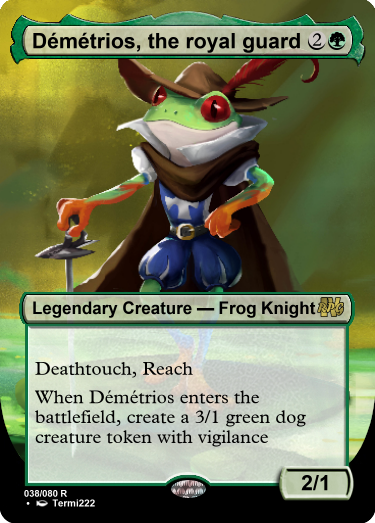 Démétrios, the royal guard 2
Legendary Creature — Frog Knight
Deathtouch, Reach
When Démétrios enters the
battlefield, create a 3/1 green dog
creature token with vigilance
2/1
038/080 R
• Termi222